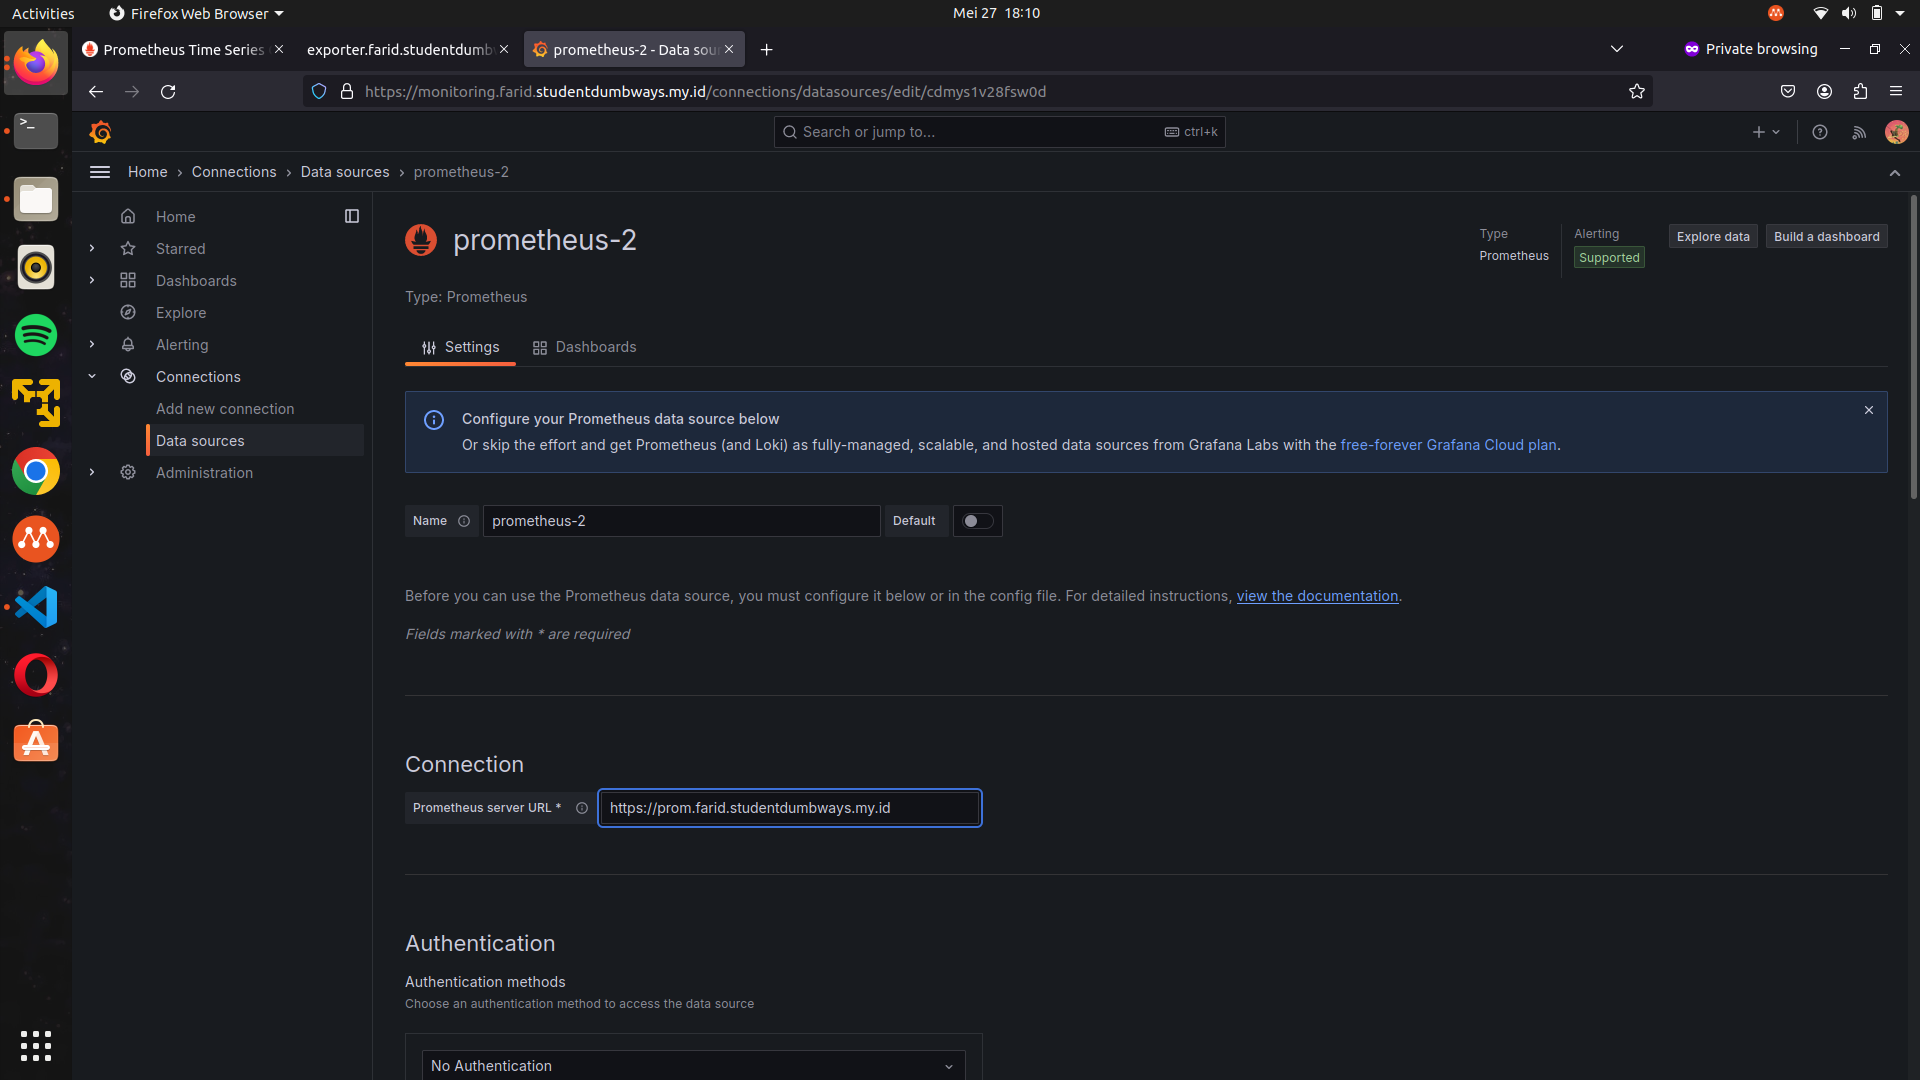 Activities
Firefox Web Browser
Mei 27 18:10
Prometheus Time Series
exporter.farid.studentdumbw
prometheus-2 - Data sou
Private browsing
https://monitoring.farid.studentdumbways.my.id/connections/datasources/edit/cdmys1v28fsw0d
Search or jump to...
ctrl+k
Home › Connections › Data sources › prometheus-2
Home
Starred
Dashboards
Explore
Alerting
Connections
Add new connection
Data sources
Administration
prometheus-2
Type
Prometheus
Alerting
Supported
Explore data
Build a dashboard
Type: Prometheus
Settings
Dashboards
Configure your Prometheus data source below
Or skip the effort and get Prometheus (and Loki) as fully-managed, scalable, and hosted data sources from Grafana Labs with the free-forever Grafana Cloud plan.
Name
prometheus-2
Default
Before you can use the Prometheus data source, you must configure it below or in the config file. For detailed instructions, view the documentation.
Fields marked with * are required
Connection
Prometheus server URL *
https://prom.farid.studentdumbways.my.id
Authentication
Authentication methods
Choose an authentication method to access the data source
No Authentication